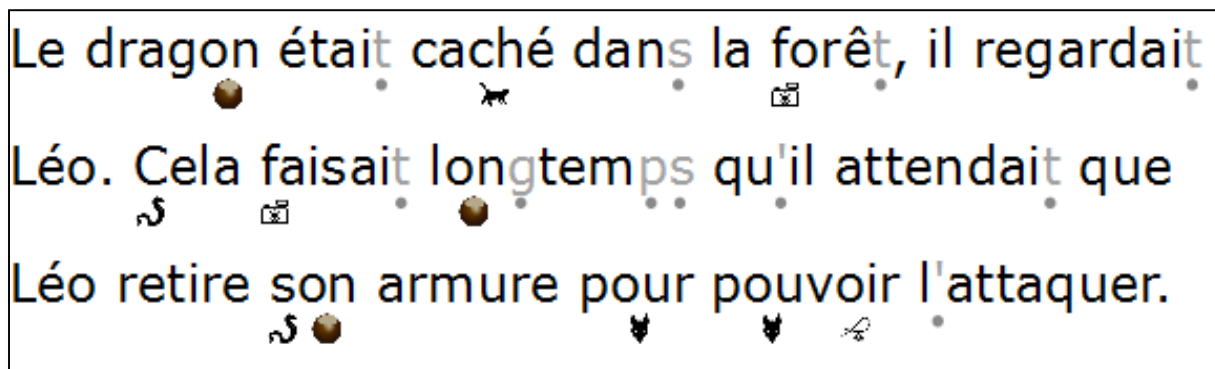 Le dragon était caché dans la forêt, il regardait
Léo. Cela faisait longtemps qu'il attendait que
Léo retire son armure pour pouvoir l'attaquer.